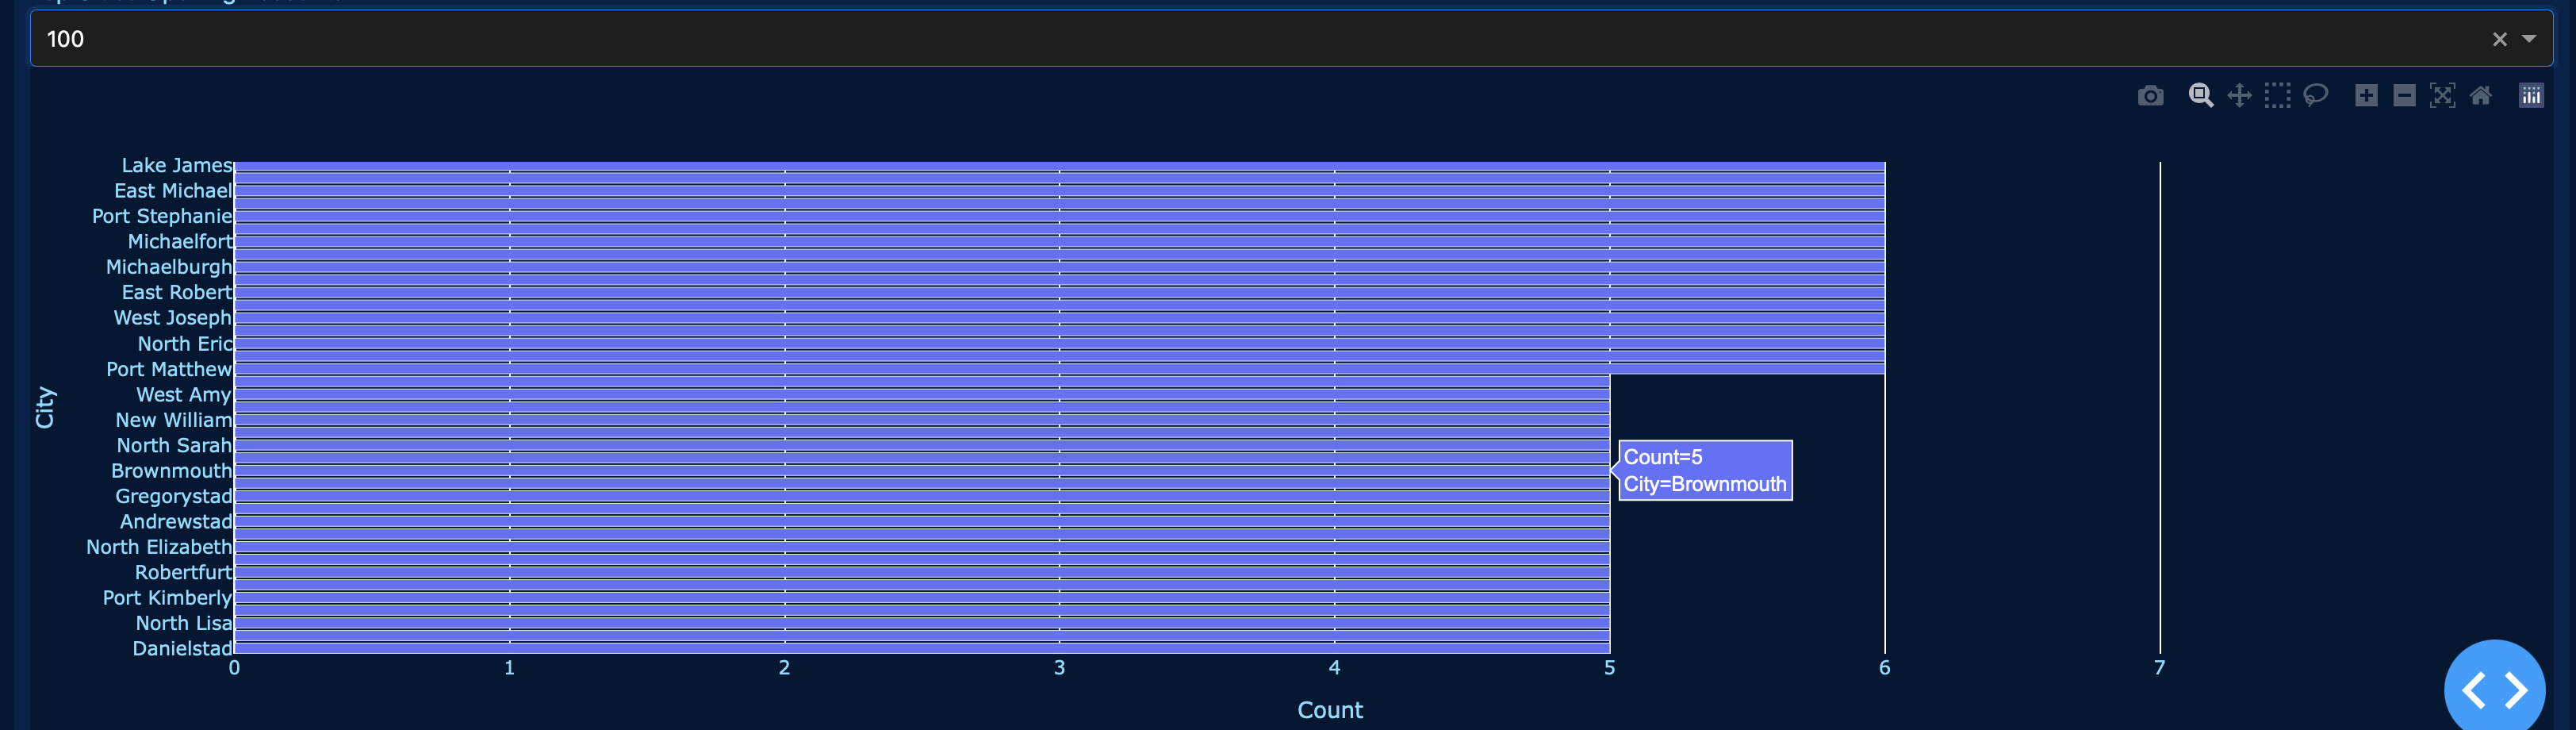 100
Lake James
East Michael
Port Stephanie
Michaelfort
Michaelburgh
East Robert
West Joseph
North Eric
Port Matthew
West Amy
New William
North Sarah
Brownmouth
Gregorystad
Andrewstad
North Elizabeth
Robertfurt
Port Kimberly
North Lisa
Danielstad
City
Count=5
City=Brownmouth
0 1 2 3 4 5 6 7
Count